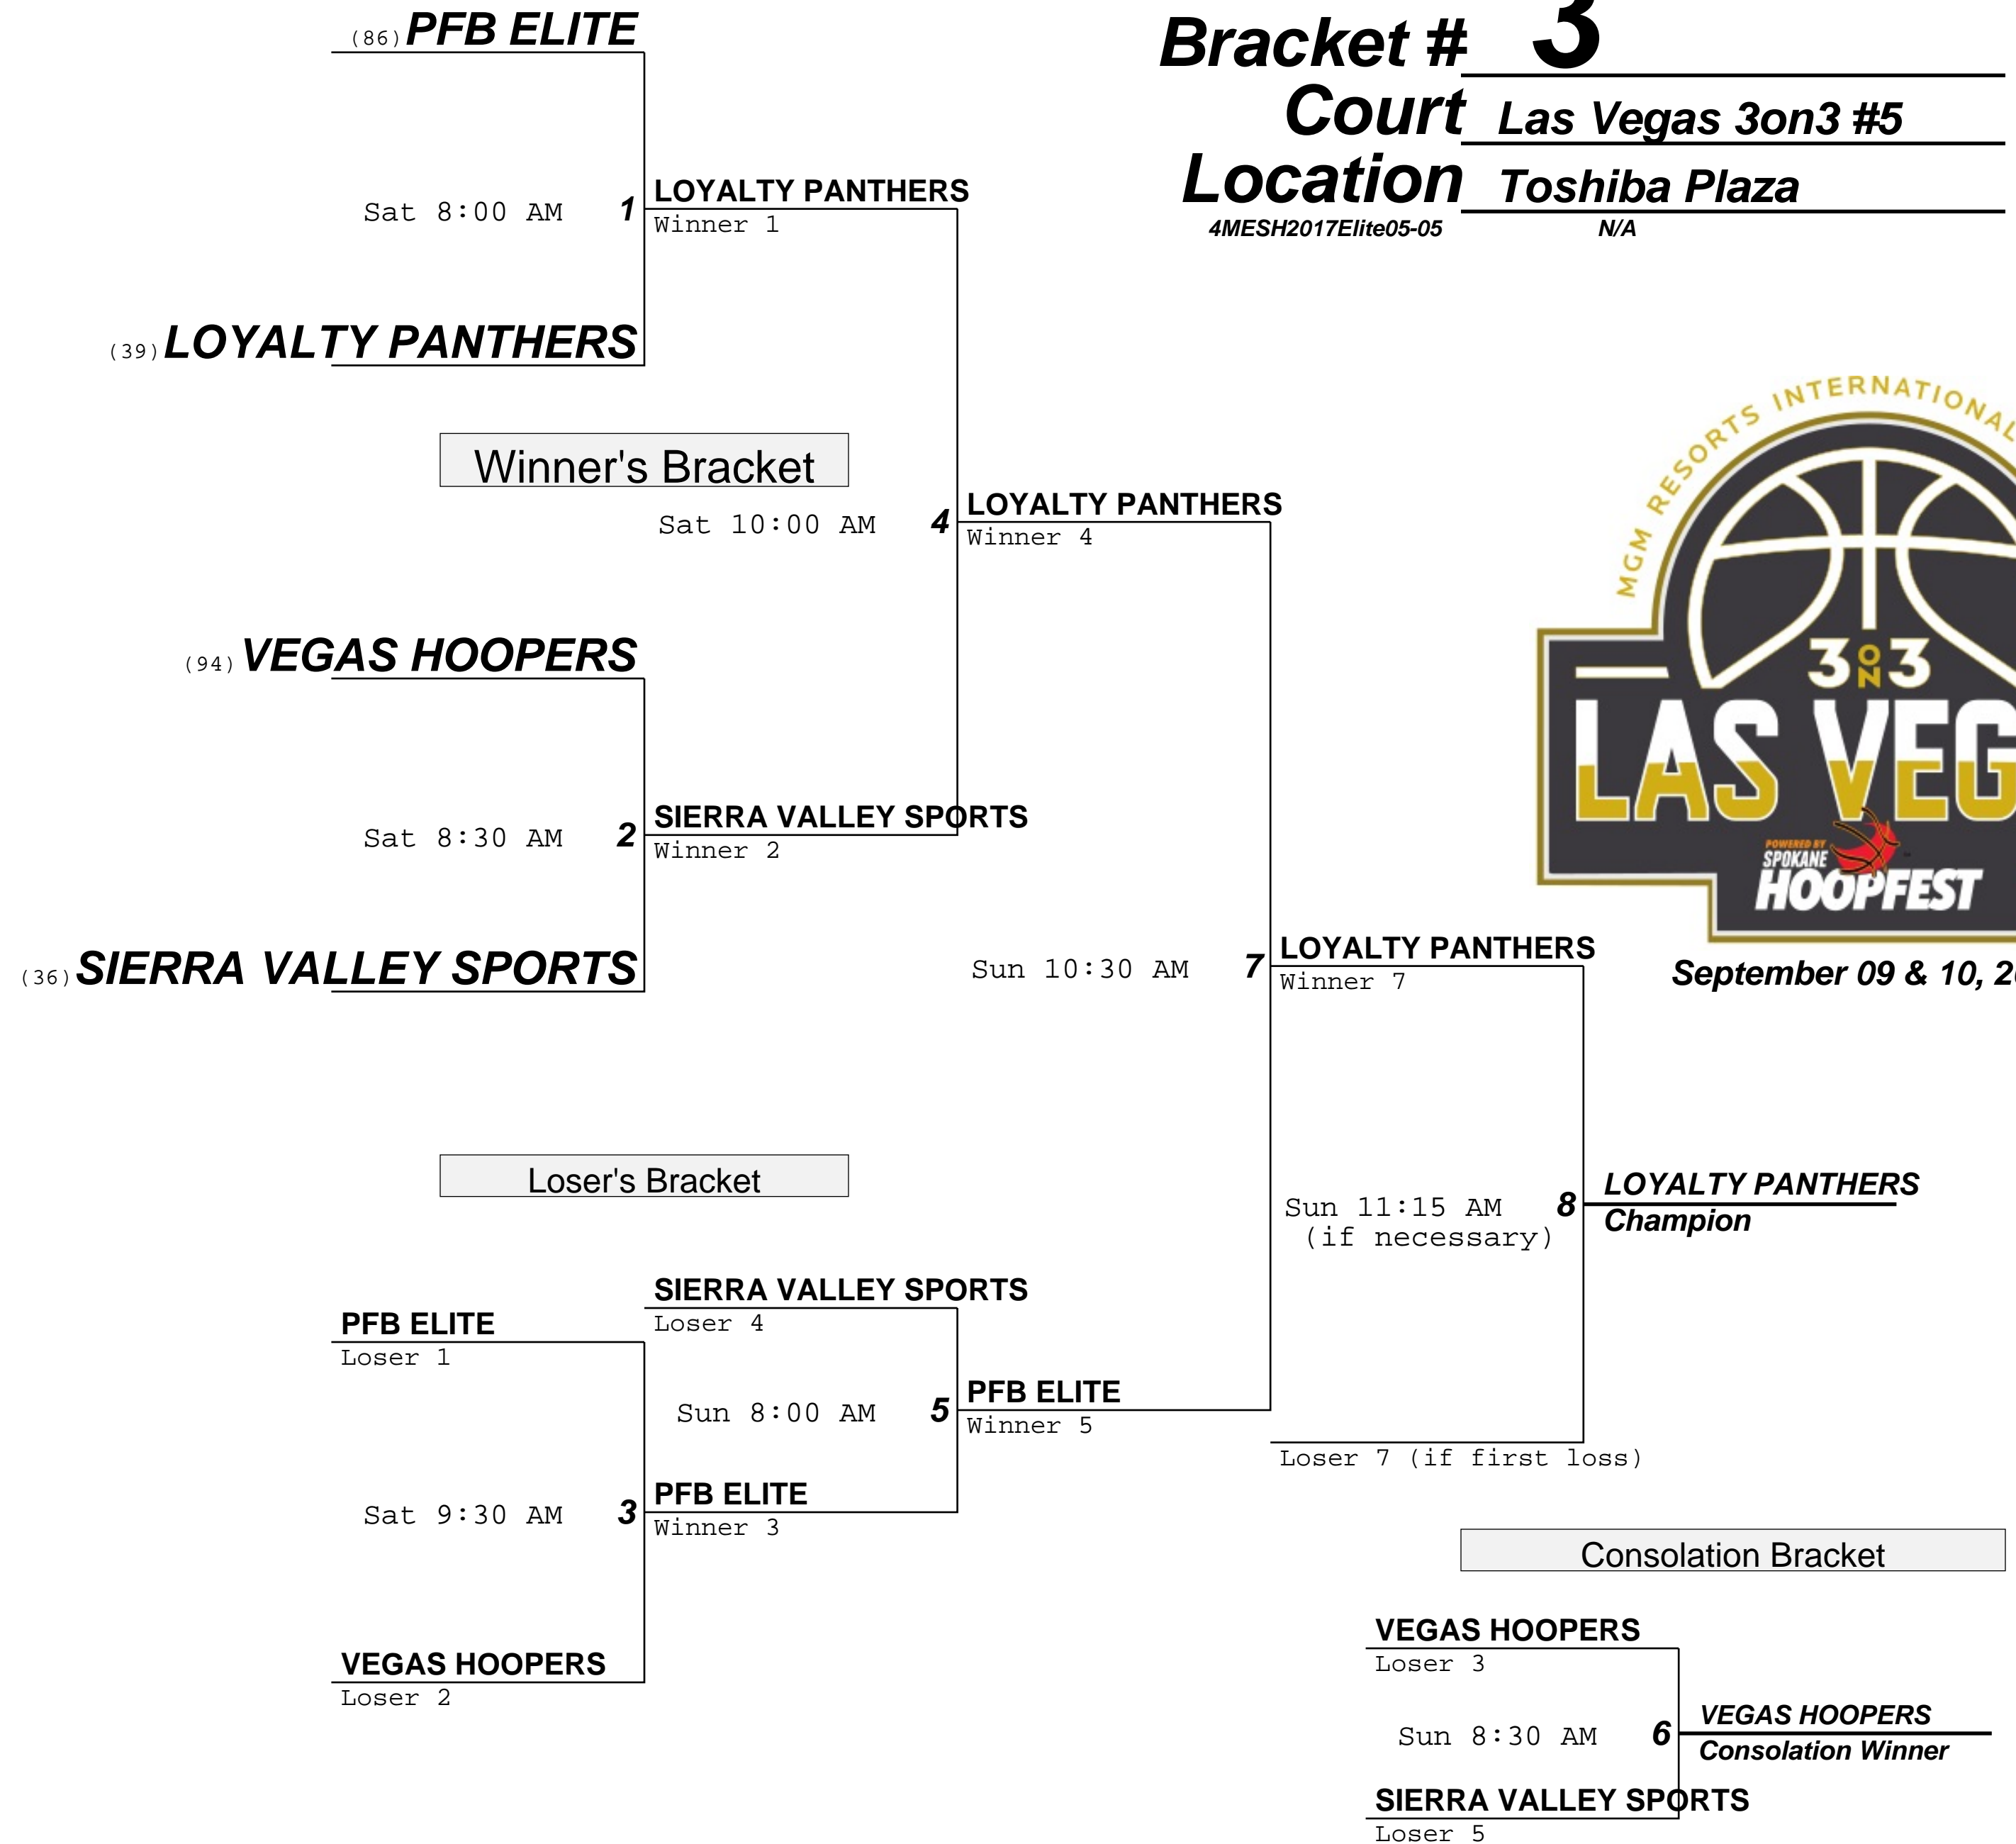 (86) PFB ELITE
Bracket # 3
Court Las Vegas 3on3 #5
Location Toshiba Plaza
4MESH2017Elite05-05 N/A
LOYALTY PANTHERS
Sat 8:00 AM 1
Winner 1
(39) LOYALTY PANTHERS
MGM RESORTS INTERNATIONAL
Winner's Bracket
LOYALTY PANTHERS
Sat 10:00 AM 4
Winner 4
(94) VEGAS HOOPERS
3 ON 3
LAS VEG
SIERRA VALLEY SPORTS
Sat 8:30 AM 2
Winner 2
POWERED BY
SPOKANE
HOOPFEST
(36) SIERRA VALLEY SPORTS
LOYALTY PANTHERS
Sun 10:30 AM 7
Winner 7
September 09 & 10, 2
Loser's Bracket
LOYALTY PANTHERS
Sun 11:15 AM 8
Champion
(if necessary)
SIERRA VALLEY SPORTS
Loser 4
PFB ELITE
Loser 1
PFB ELITE
Sun 8:00 AM 5
Winner 5
Loser 7 (if first loss)
PFB ELITE
Sat 9:30 AM 3
Winner 3
Consolation Bracket
VEGAS HOOPERS
Loser 3
VEGAS HOOPERS
Loser 2
VEGAS HOOPERS
Sun 8:30 AM 6
Consolation Winner
SIERRA VALLEY SPORTS
Loser 5